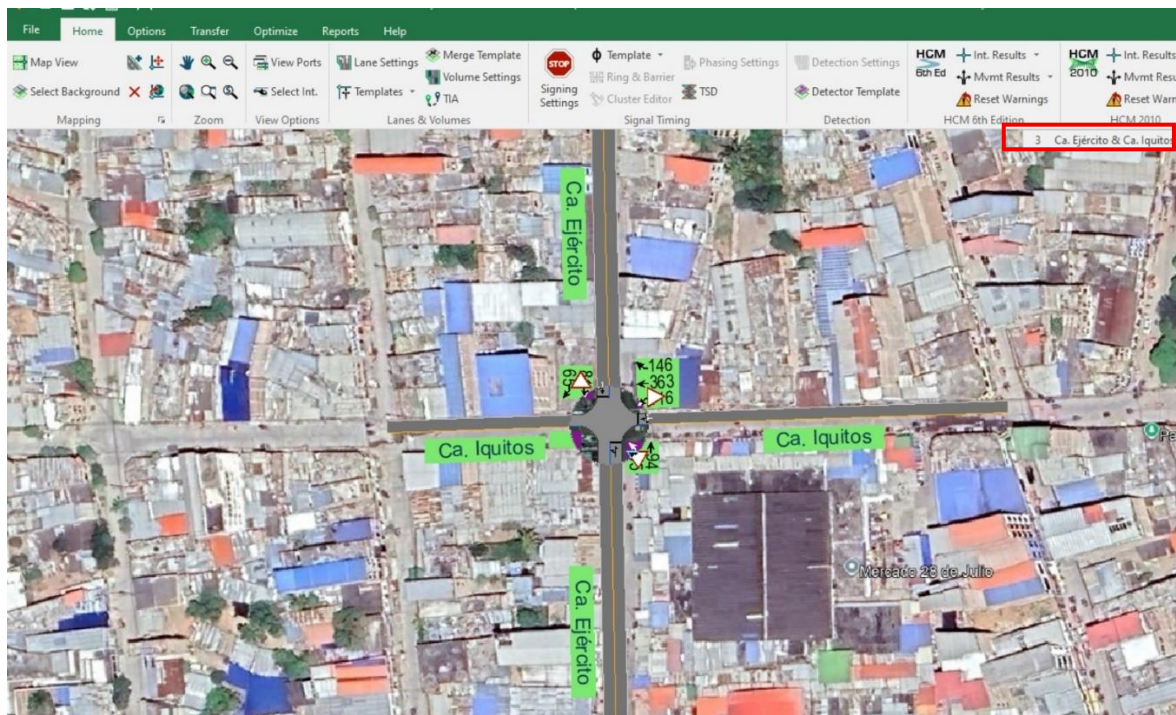 File Home Options Transfer Optimize Reports Help
Map View
Select Background
Mapping
Zoom
View Ports
Select Int.
View Options
Lane Settings
Templates
Merge Template
Volume Settings
TIA
Lanes & Volumes
STOP
Signing
Settings
Φ Template
Ring & Barrier
Cluster Editor
Phasing Settings
TSD
Signal Timing
Detection Settings
Detector Template
Detection
HCM
6th Ed
Int. Results
Mvmt Results
Reset Warnings
HCM 6th Edition
HCM
2010
Int. Results
Mvmt
Reset
HCM 2010
3 Ca. Ejército & Ca. Iquitos
Ca. Ejército
146
363
65
94
Ca. Iquitos
Ca. Iquitos
Ca. Ejército
Mercado 28 de Julio